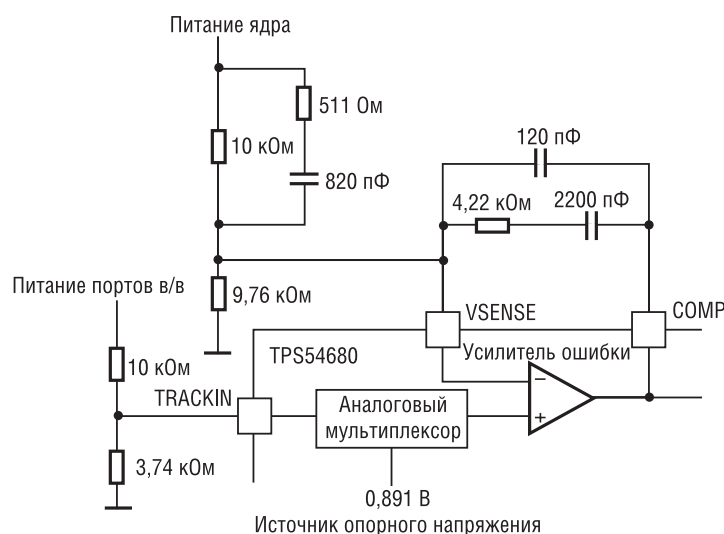 Питание ядра
511 Ом
10 кОм
820 пФ
120 пФ
4,22 кОм
2200 пФ
Питание портов в/в
9,76 кОм
VSENSE
COMP
10 кОм
TPS54680
Усилитель ошибки
TRACKIN
Аналоговый
мультиплексор
−
+
3,74 кОм
0,891 В
Источник опорного напряжения